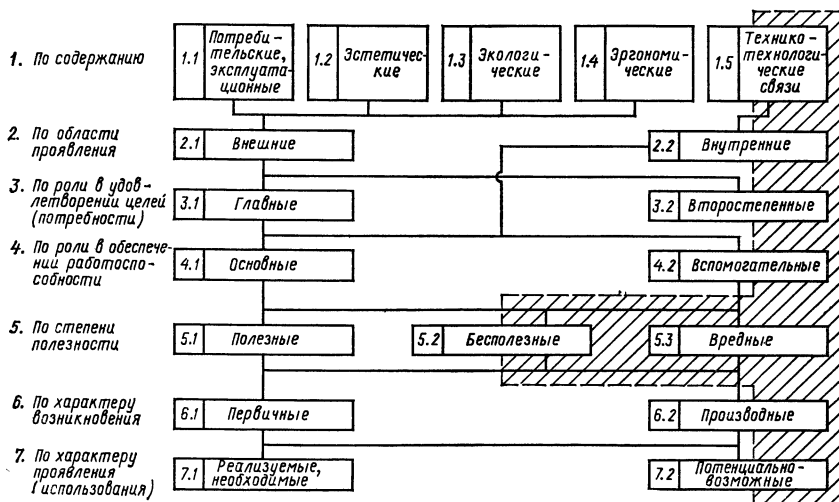 1. По содержанию
1.1 Потреби-
тельские,
эксплуата-
ционные
1.2 Эстетичес-
кие
1.3 Экологи-
ческие
1.4 Эргономи-
ческие
1.5 Технико-
технологи-
ческие
связи
2. По области
проявления
2.1 Внешние
2.2 Внутренние
3. По роли в удов-
летворении целей
(потребности)
3.1 Главные
3.2 Второстепенные
4. По роли в обеспече-
нии работоспо-
собности
4.1 Основные
4.2 Вспомогательные
5. По степени
полезности
5.1 Полезные
5.2 Бесполезные
5.3 Вредные
6. По характеру
возникновения
6.1 Первичные
6.2 Производные
7. По характеру
проявления
(использования)
7.1 Реализуемые,
необходимые
7.2 Потенциально-
возможные